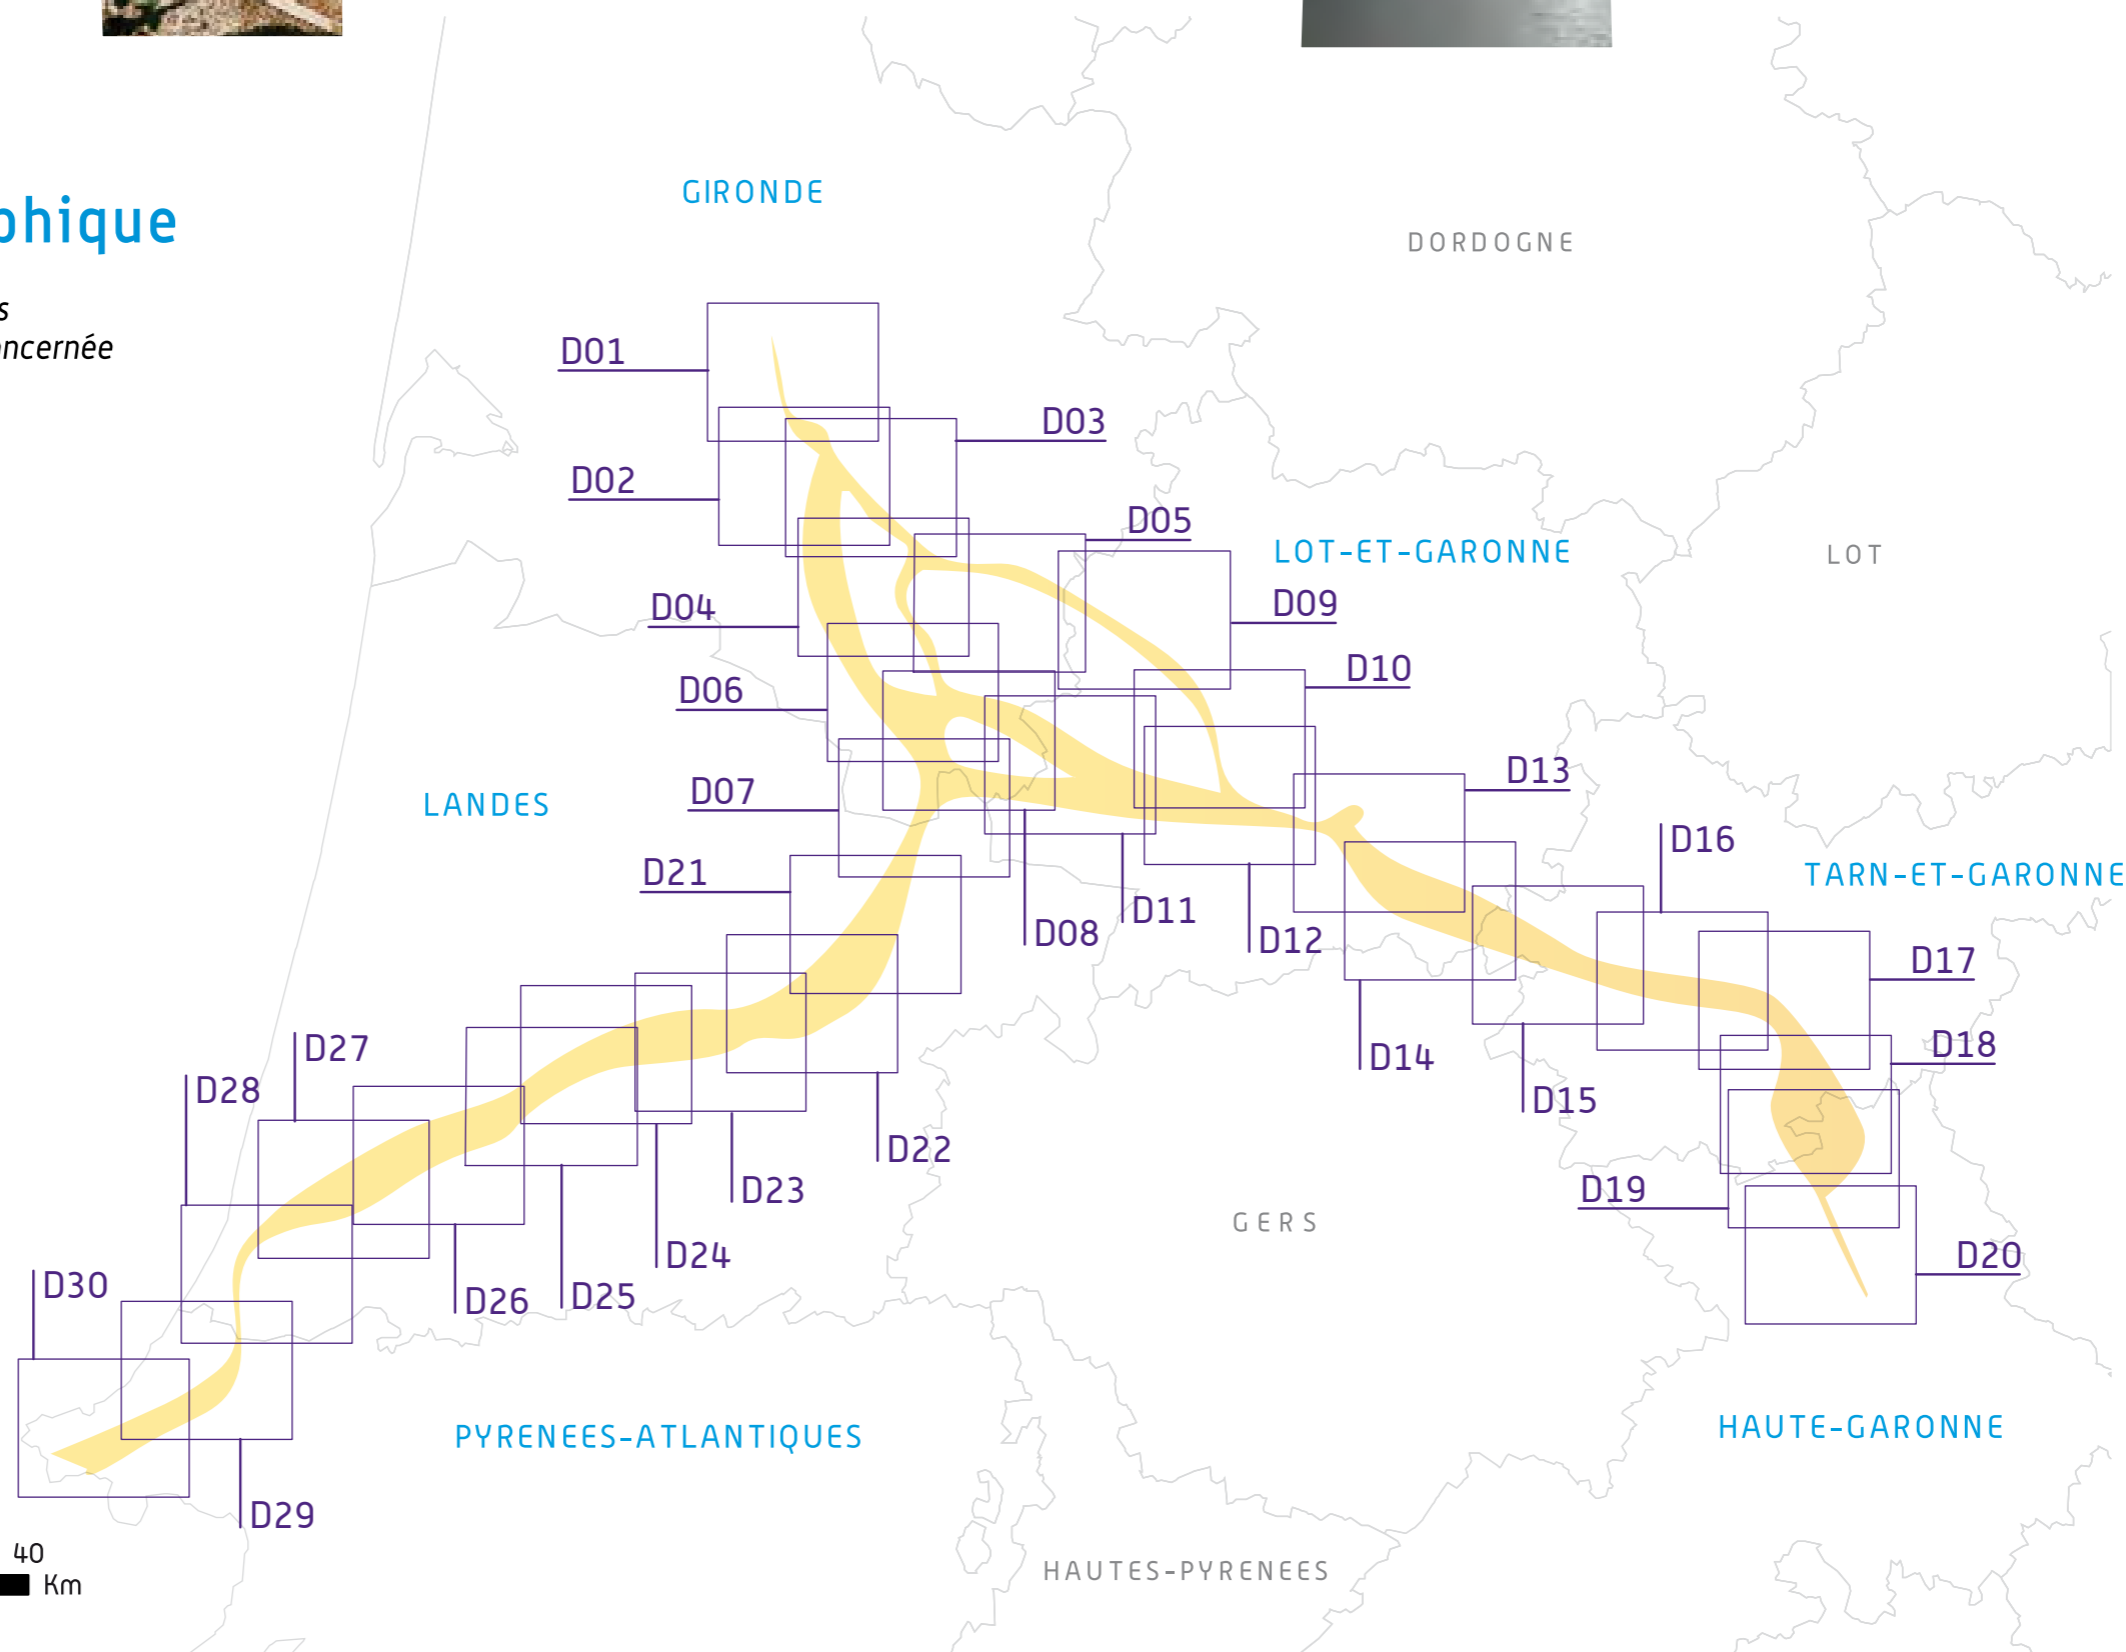 GIRONDE
phique
DORDOGNE
s
ncernée
D01
D03
D02
D05
LOT-ET-GARONNE
LOT
D04
D09
D10
D06
D13
D07
LANDES
D16
D21
TARN-ET-GARONNE
D11
D08
D12
D17
D27
D14
D18
D28
D15
D22
D23
D19
GERS
D24
D20
D30
D26
D25
PYRENEES-ATLANTIQUES
HAUTE-GARONNE
D29
40
Km
HAUTES-PYRENEES